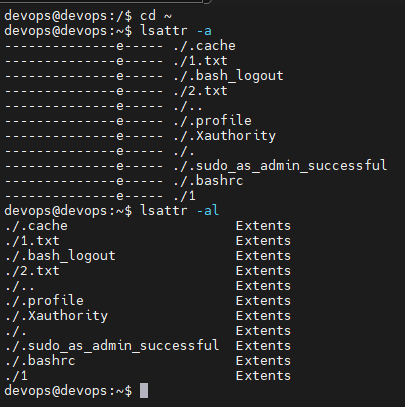 devops@devops:/$ cd ~
devops@devops:~$ lsattr -a
--------------e----- ./.cache
--------------e----- ./1.txt
--------------e----- ./.bash_logout
--------------e----- ./2.txt
--------------e----- ./..
--------------e----- ./.profile
--------------e----- ./.Xauthority
--------------e----- ./.
--------------e----- ./.sudo_as_admin_successful
--------------e----- ./.bashrc
--------------e----- ./1
devops@devops:~$ lsattr -al
./.cache                     Extents
./1.txt                      Extents
./.bash_logout               Extents
./2.txt                      Extents
./..                         Extents
./.profile                   Extents
./.Xauthority                Extents
./.                          Extents
./.sudo_as_admin_successful  Extents
./.bashrc                    Extents
./1                          Extents
devops@devops:~$